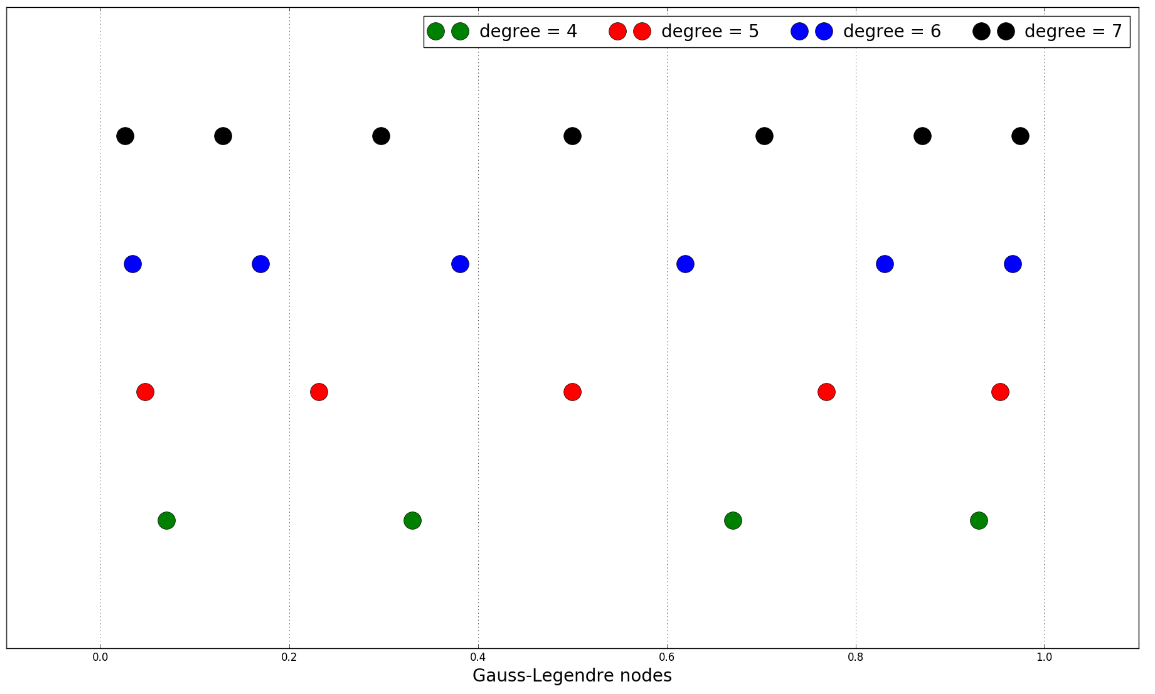 degree = 4 degree = 5 degree = 6 degree = 7
0.0 0.2 0.4 0.6 0.8 1.0
Gauss-Legendre nodes